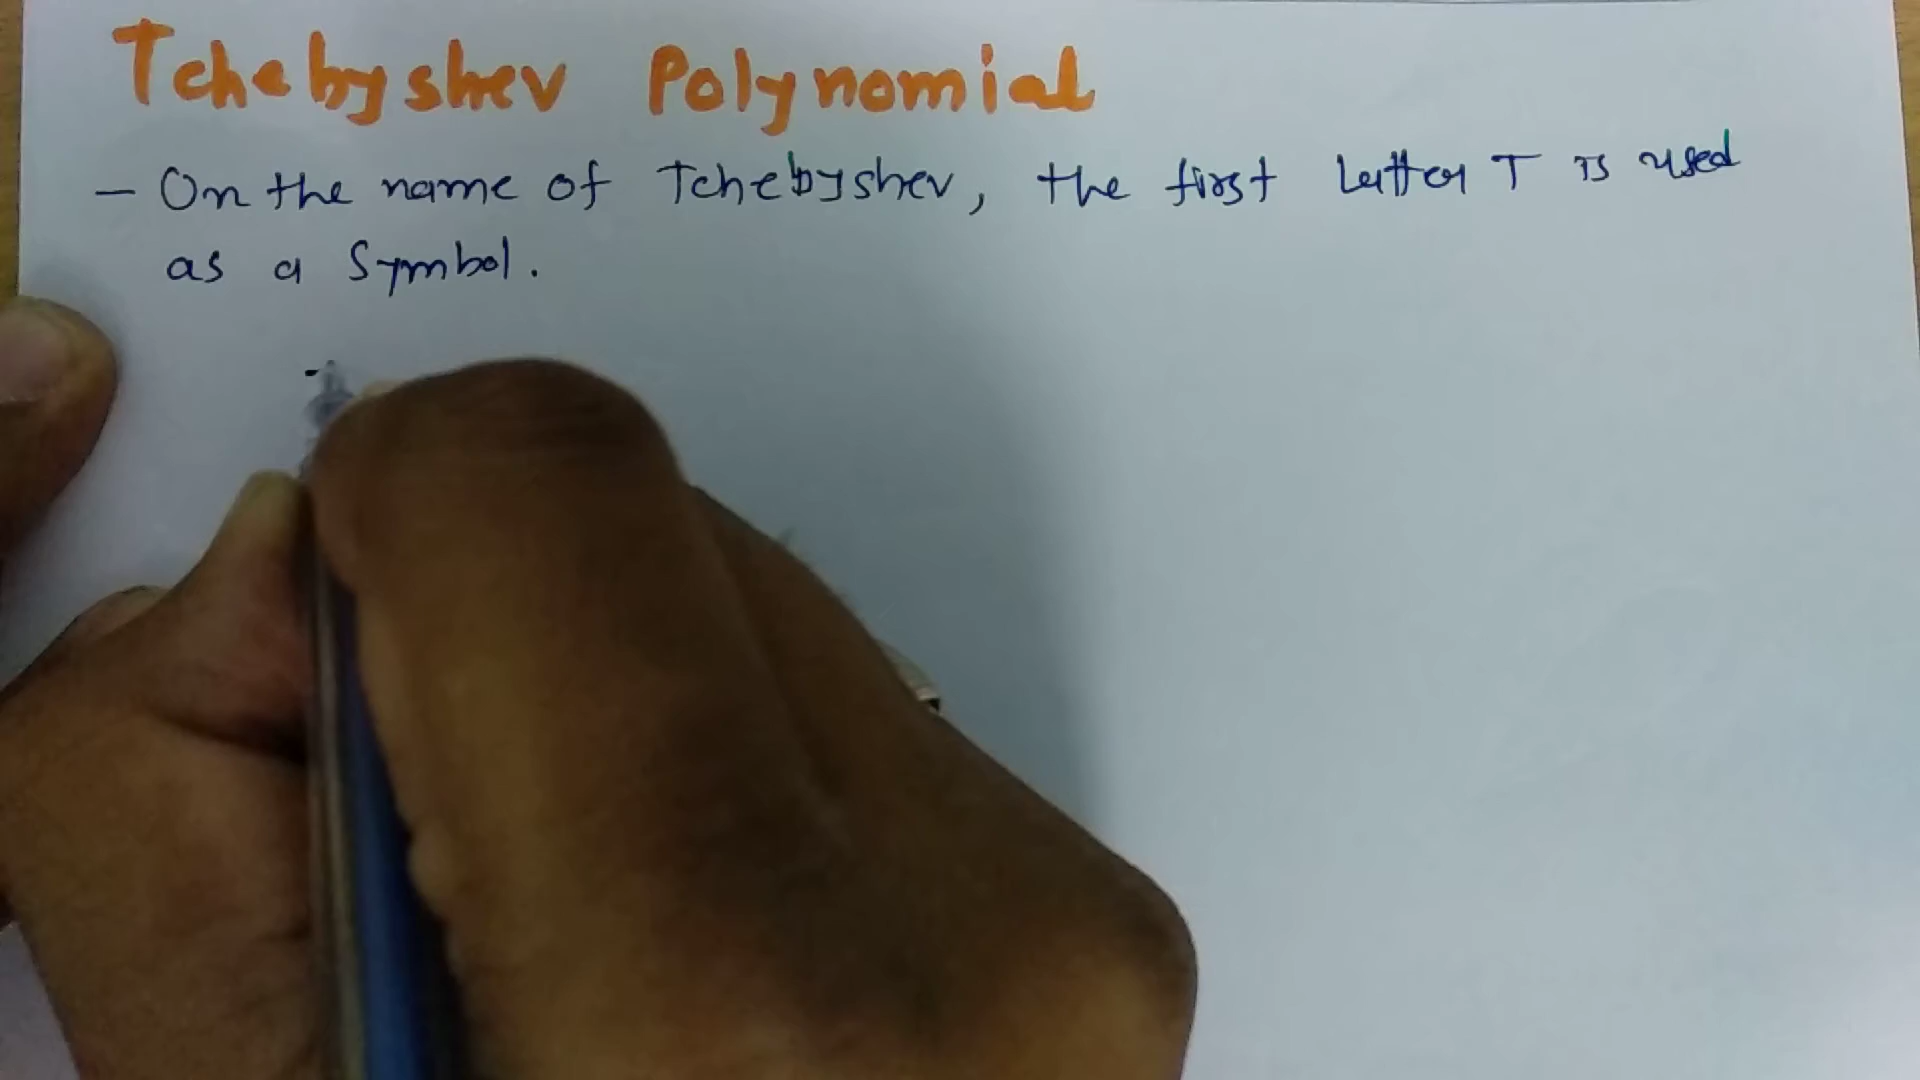 Tchebyshev Polynomial
- On the name of Tchebyshev, the first Letter T is used
as a Symbol.